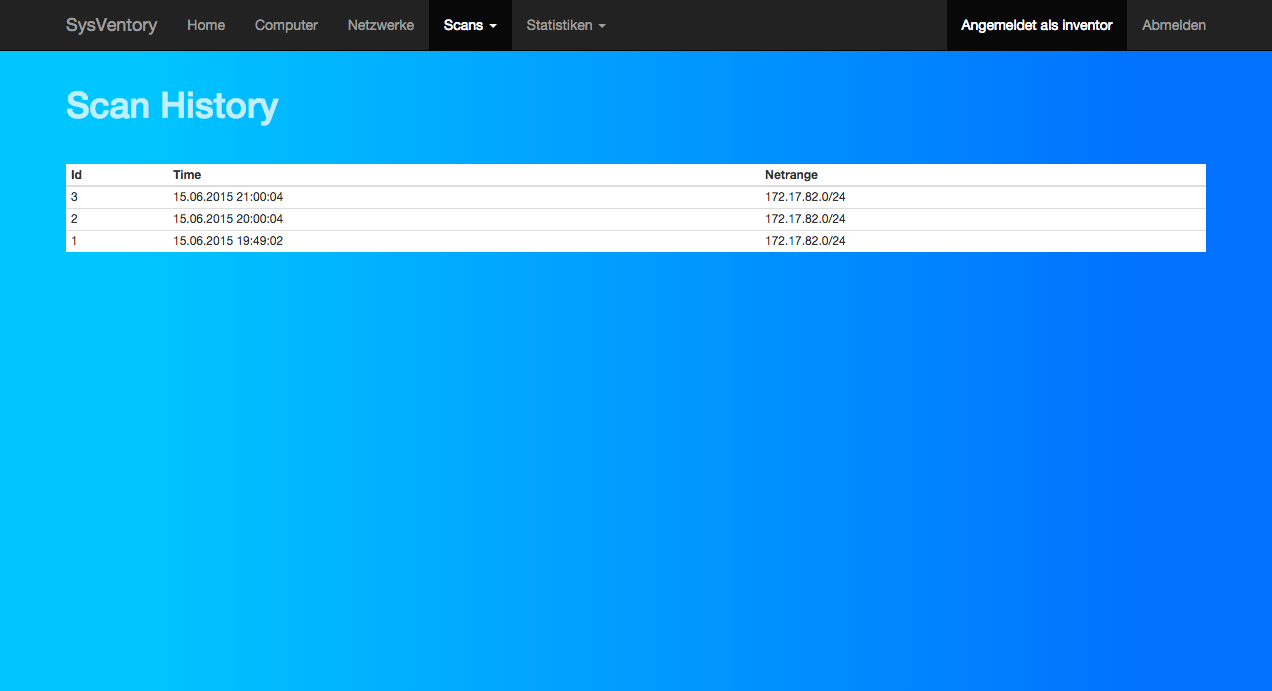 SysVentory Home Computer Netzwerke Scans Statistiken Angemeldet als inventor Abmelden
Scan History
Id Time Netrange
3 15.06.2015 21:00:04 172.17.82.0/24
2 15.06.2015 20:00:04 172.17.82.0/24
1 15.06.2015 19:49:02 172.17.82.0/24